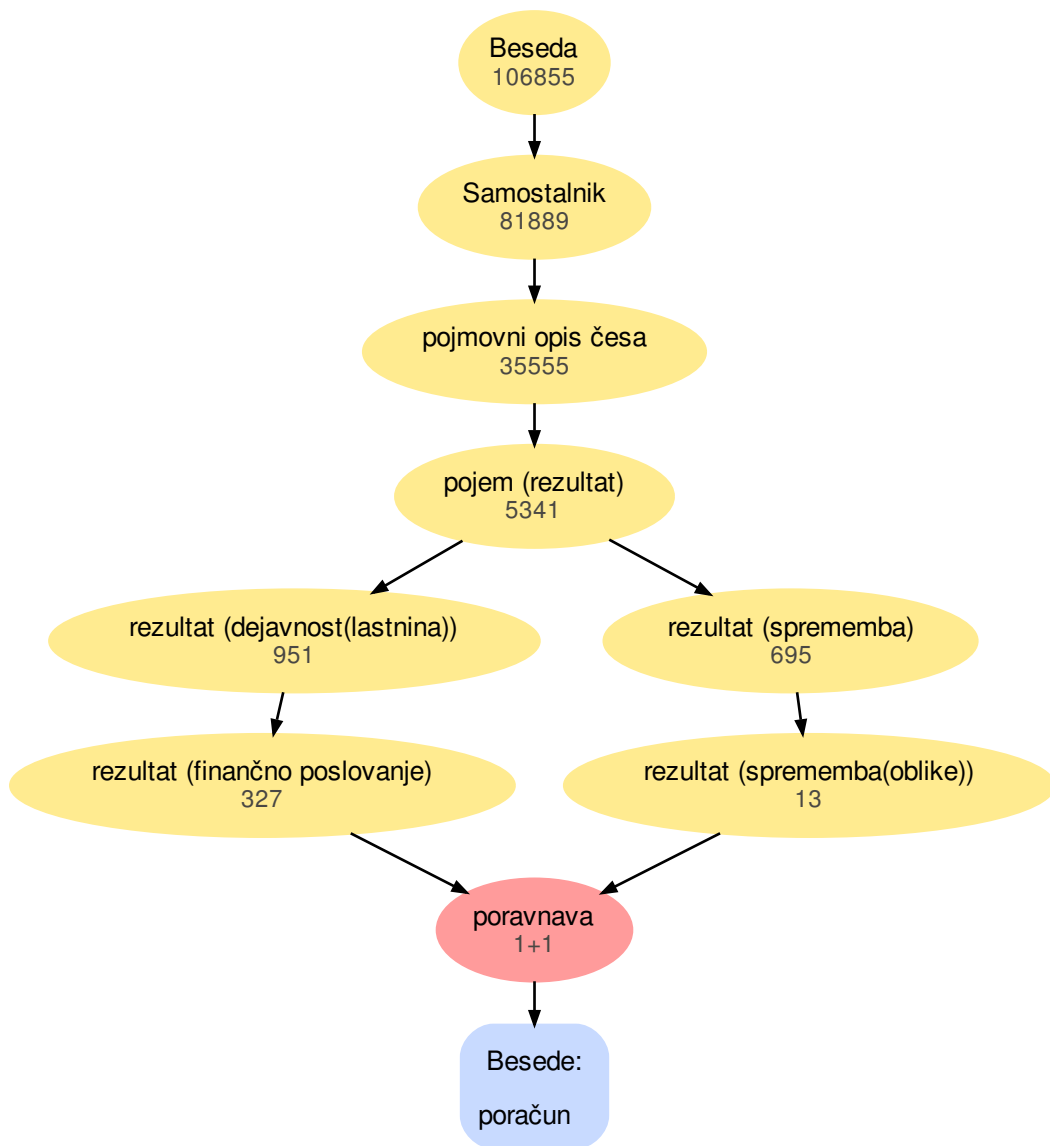 Beseda
106855
Samostalnik
81889
pojmovni opis česa
35555
pojem (rezultat)
5341
rezultat (dejavnost(lastnina))
951
rezultat (sprememba)
695
rezultat (finančno poslovanje)
327
rezultat (sprememba(oblike))
13
poravnava
1+1
Besede:
poračun